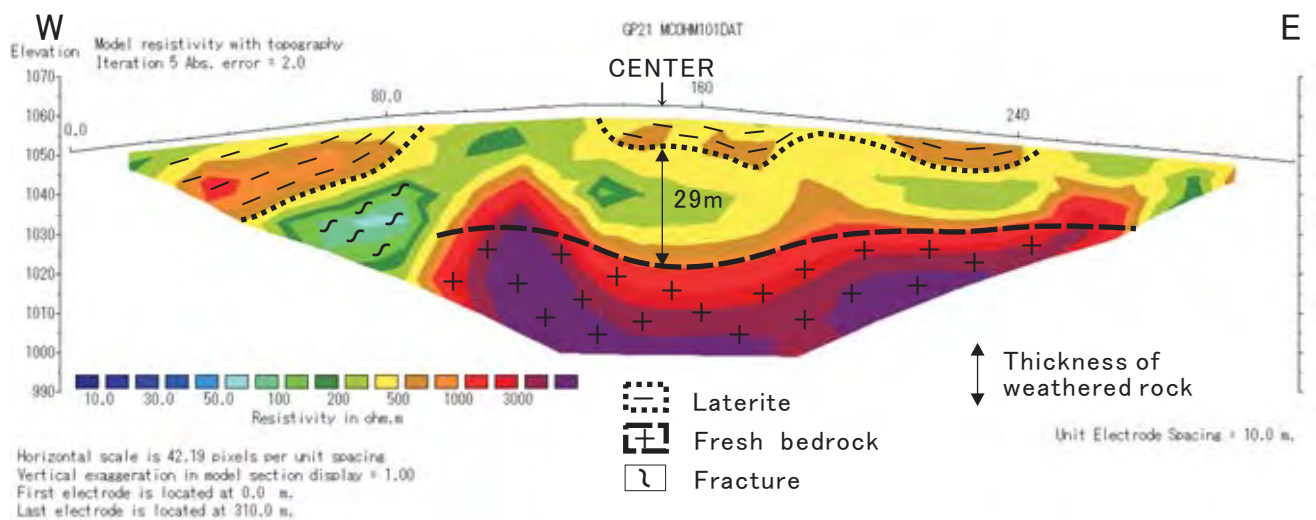 W
E
GP21 MCOHM101DAT
Elevation
Model resistivity with topography
Iteration 5 Abs. error = 2.0
CENTER
1070
1060
1050
1040
1030
1020
1010
1000
990
0.0
80.0
160
240
29m
10.0 30.0 50.0 100 200 500 1000 3000
Resistivity in ohm.m
Laterite
Fresh bedrock
Fracture
Thickness of
weathered rock
Unit Electrode Spacing = 10.0 m.
Horizontal scale is 42.19 pixels per unit spacing
Vertical exaggeration in model section display = 1.00
First electrode is located at 0.0 m.
Last electrode is located at 310.0 m.